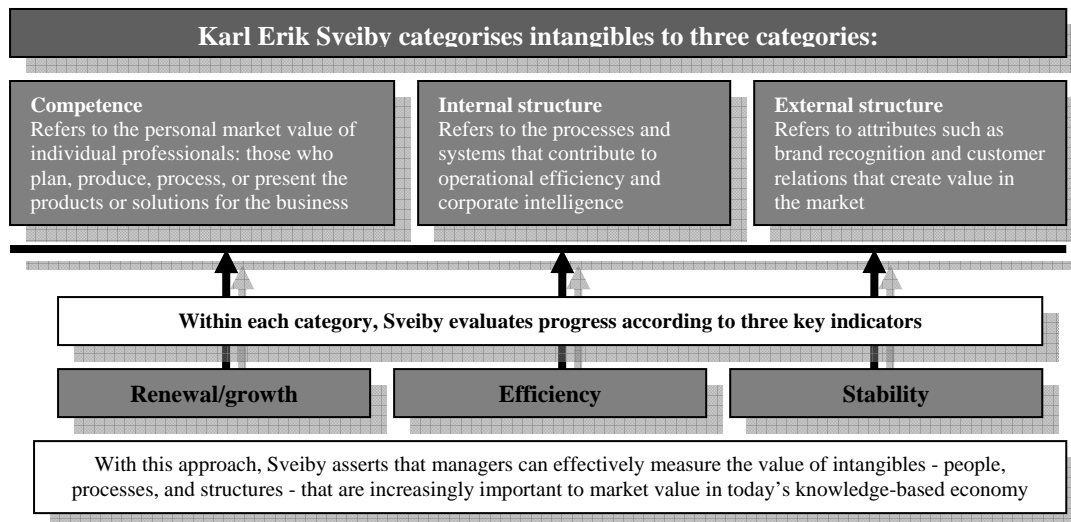 Karl Erik Sveiby categorises intangibles to three categories:
Competence
Refers to the personal market value of
individual professionals: those who
plan, produce, process, or present the
products or solutions for the business
Internal structure
Refers to the processes and
systems that contribute to
operational efficiency and
corporate intelligence
External structure
Refers to attributes such as
brand recognition and customer
relations that create value in
the market
Within each category, Sveiby evaluates progress according to three key indicators
Renewal/growth
Efficiency
Stability
With this approach, Sveiby asserts that managers can effectively measure the value of intangibles - people,
processes, and structures - that are increasingly important to market value in today’s knowledge-based economy